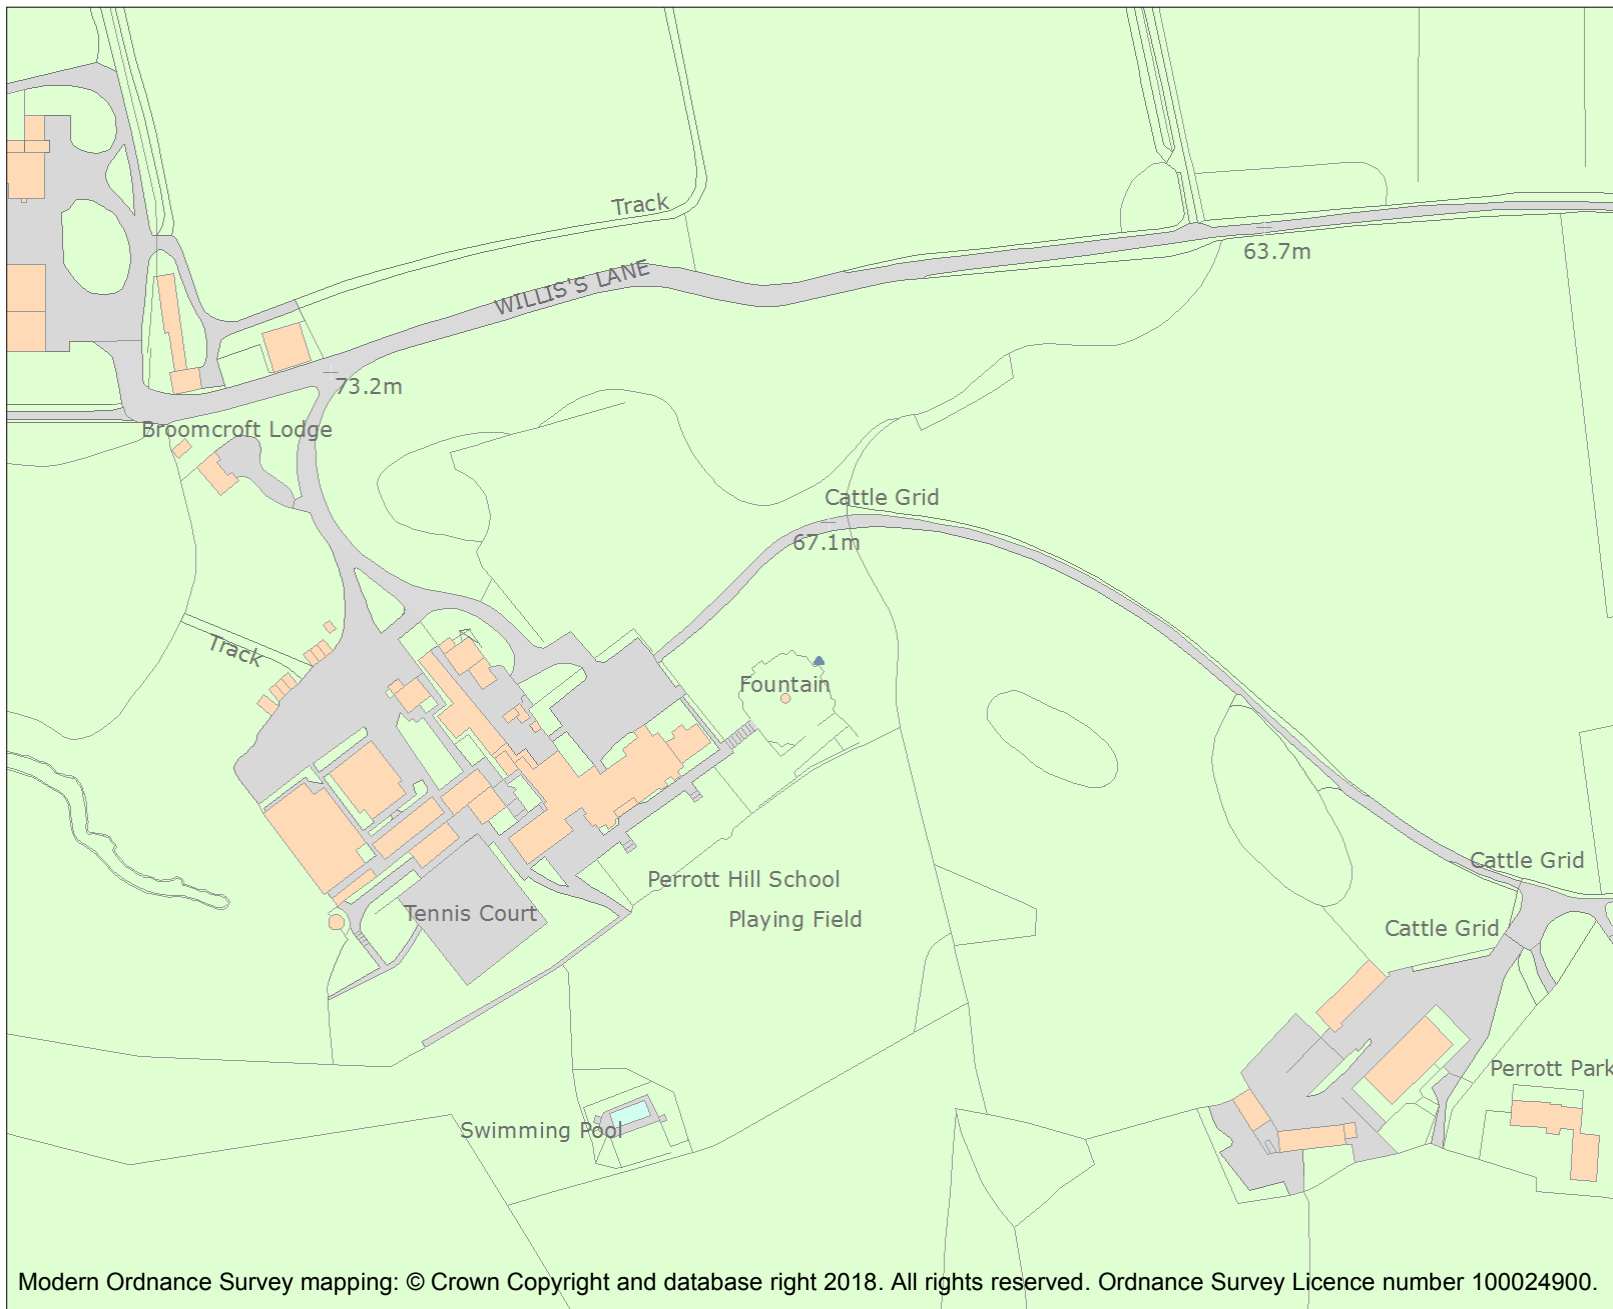 Track
63.7m
WILLIS'S LANE
73.2m
Broomcroft Lodge
Cattle Grid
67.1m
Track
Fountain
Cattle Grid
Perrott Hill School
Tennis Court
Playing Field
Cattle Grid
Perrott Park
Swimming Pool
Modern Ordnance Survey mapping: © Crown Copyright and database right 2018. All rights reserved. Ordnance Survey Licence number 100024900.